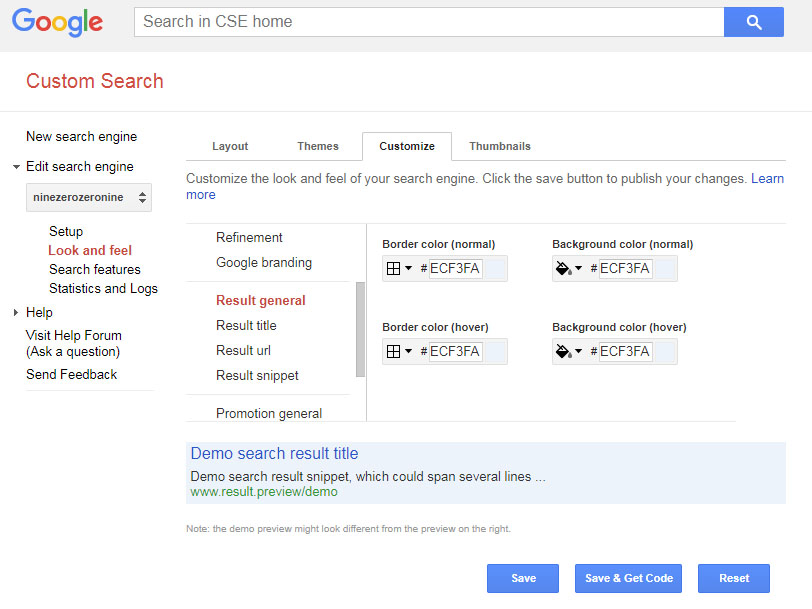 Google
Search in CSE home
Custom Search
New search engine
Edit search engine
ninezerozeronine
Setup
Look and feel
Search features
Statistics and Logs
Help
Visit Help Forum
(Ask a question)
Send Feedback
Layout Themes Customize Thumbnails
Customize the look and feel of your search engine. Click the save button to publish your changes. Learn
more
Refinement
Google branding
Result general
Result title
Result url
Result snippet
Promotion general
Border color (normal) Background color (normal)
#ECF3FA #ECF3FA
Border color (hover) Background color (hover)
#ECF3FA #ECF3FA
Demo search result title
Demo search result snippet, which could span several lines ...
www.result.preview/demo
Note: the demo preview might look different from the preview on the right.
Save Save & Get Code Reset